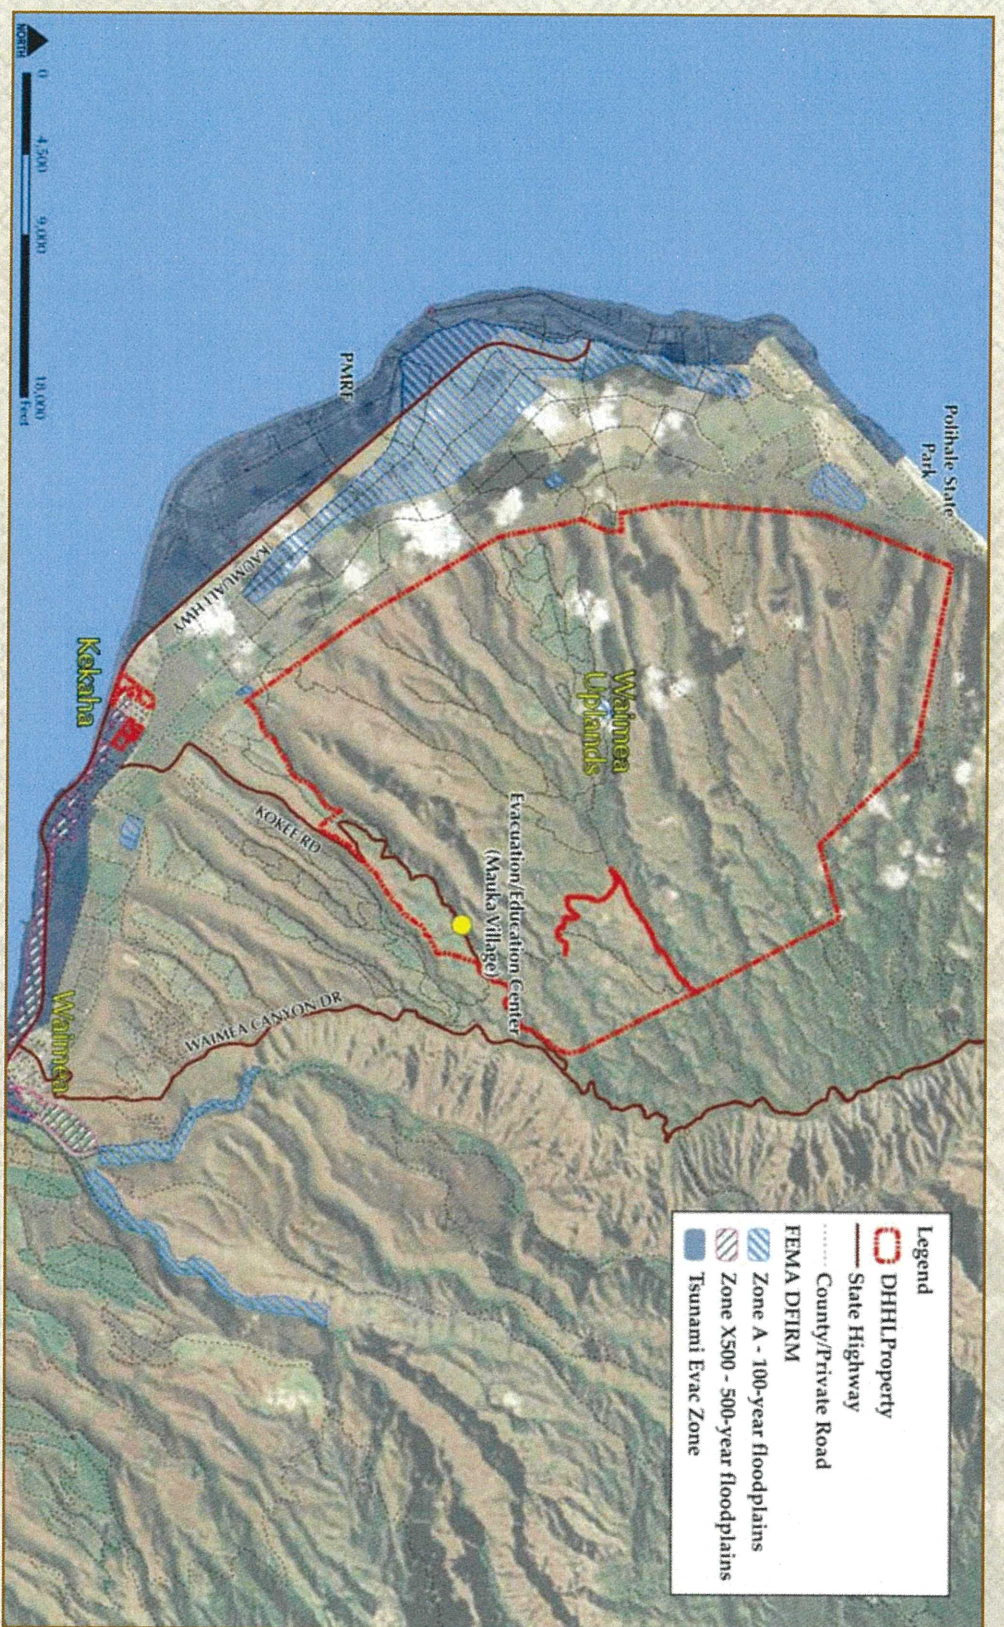 Polihale State
Park
PMRF
KAUMUALII HWY
Kekaha
Waimea
Uplands
KOKEE RD
Evacuation/Education Center
(Mauka Village)
WAIMEA CANYON DR
Waimea
Legend
DHHLProperty
State Highway
County/Private Road
FEMA DFIRM
Zone A - 100-year floodplains
Zone X500 - 500-year floodplains
Tsunami Evac Zone
NORTH
0 4,500 9,000 18,000
Feet